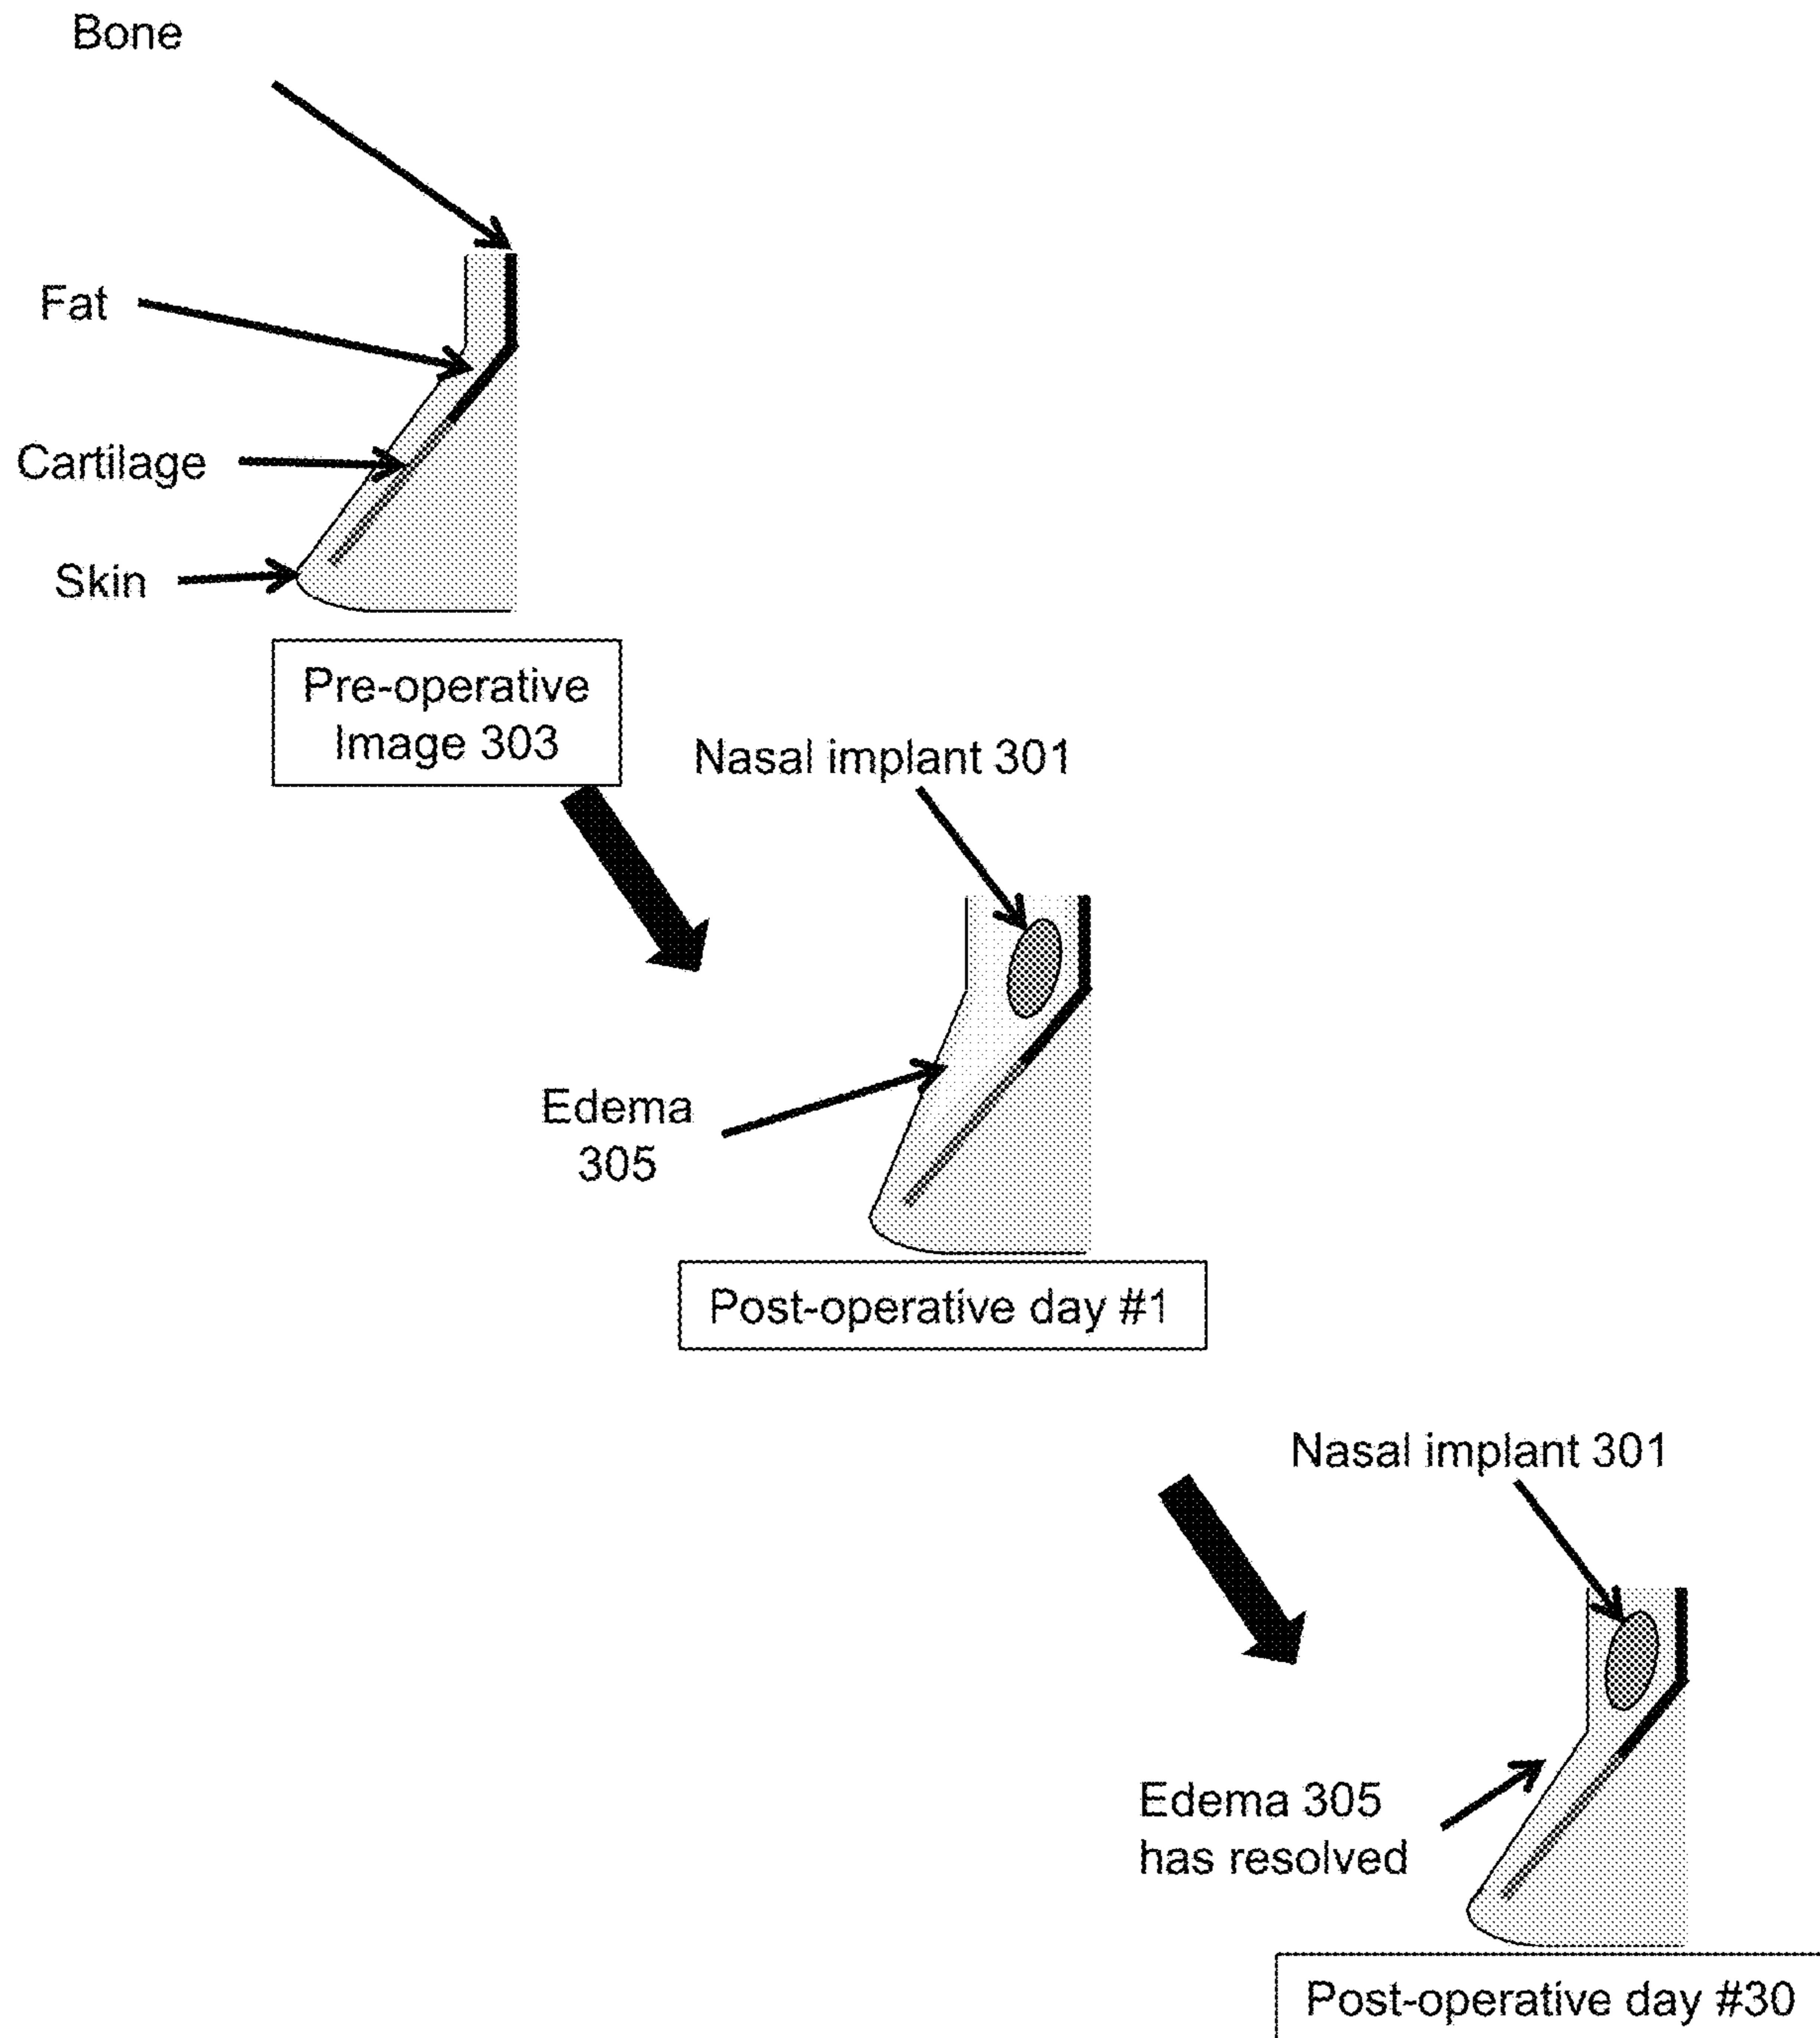 Bone
Fat
Cartilage
Skin
Pre-operative
Image 303
Nasal implant 301
Edema
305
Post-operative day #1
Nasal implant 301
Edema 305
has resolved
Post-operative day #30